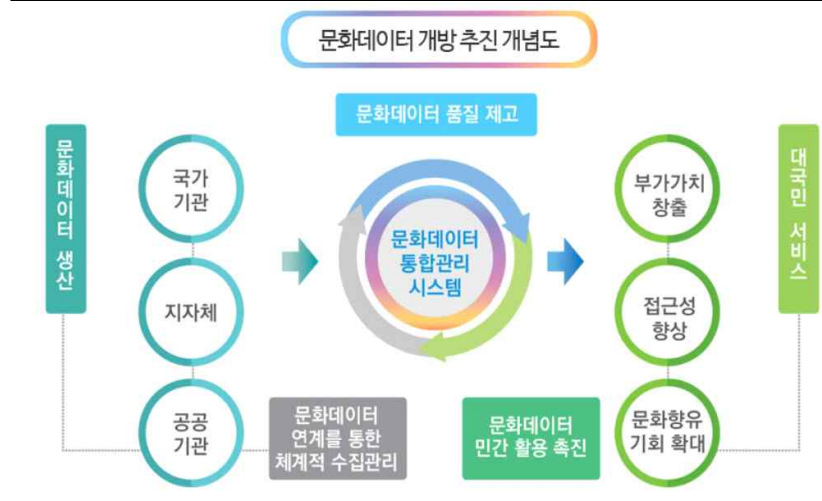 문화데이터 개방 추진 개념도
문화데이터 품질 제고
문화데이터 생산
국가
기관
지자체
공공
기관
문화데이터
통합관리
시스템
문화데이터
연계를 통한
체계적 수집관리
문화데이터
민간 활용 촉진
부가가치
창출
접근성
향상
문화향유
기회 확대
대국민 서비스